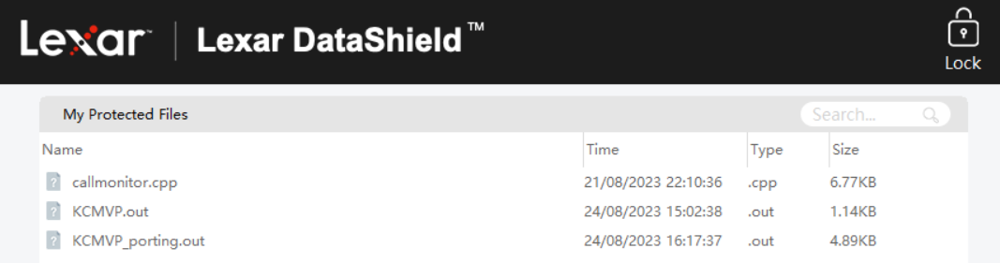 Lexar™ | Lexar DataShield™
Lock
My Protected Files Search...
Name Time Type Size
callmonitor.cpp 21/08/2023 22:10:36 .cpp 6.77KB
KCMVP.out 24/08/2023 15:02:38 .out 1.14KB
KCMVP_porting.out 24/08/2023 16:17:37 .out 4.89KB